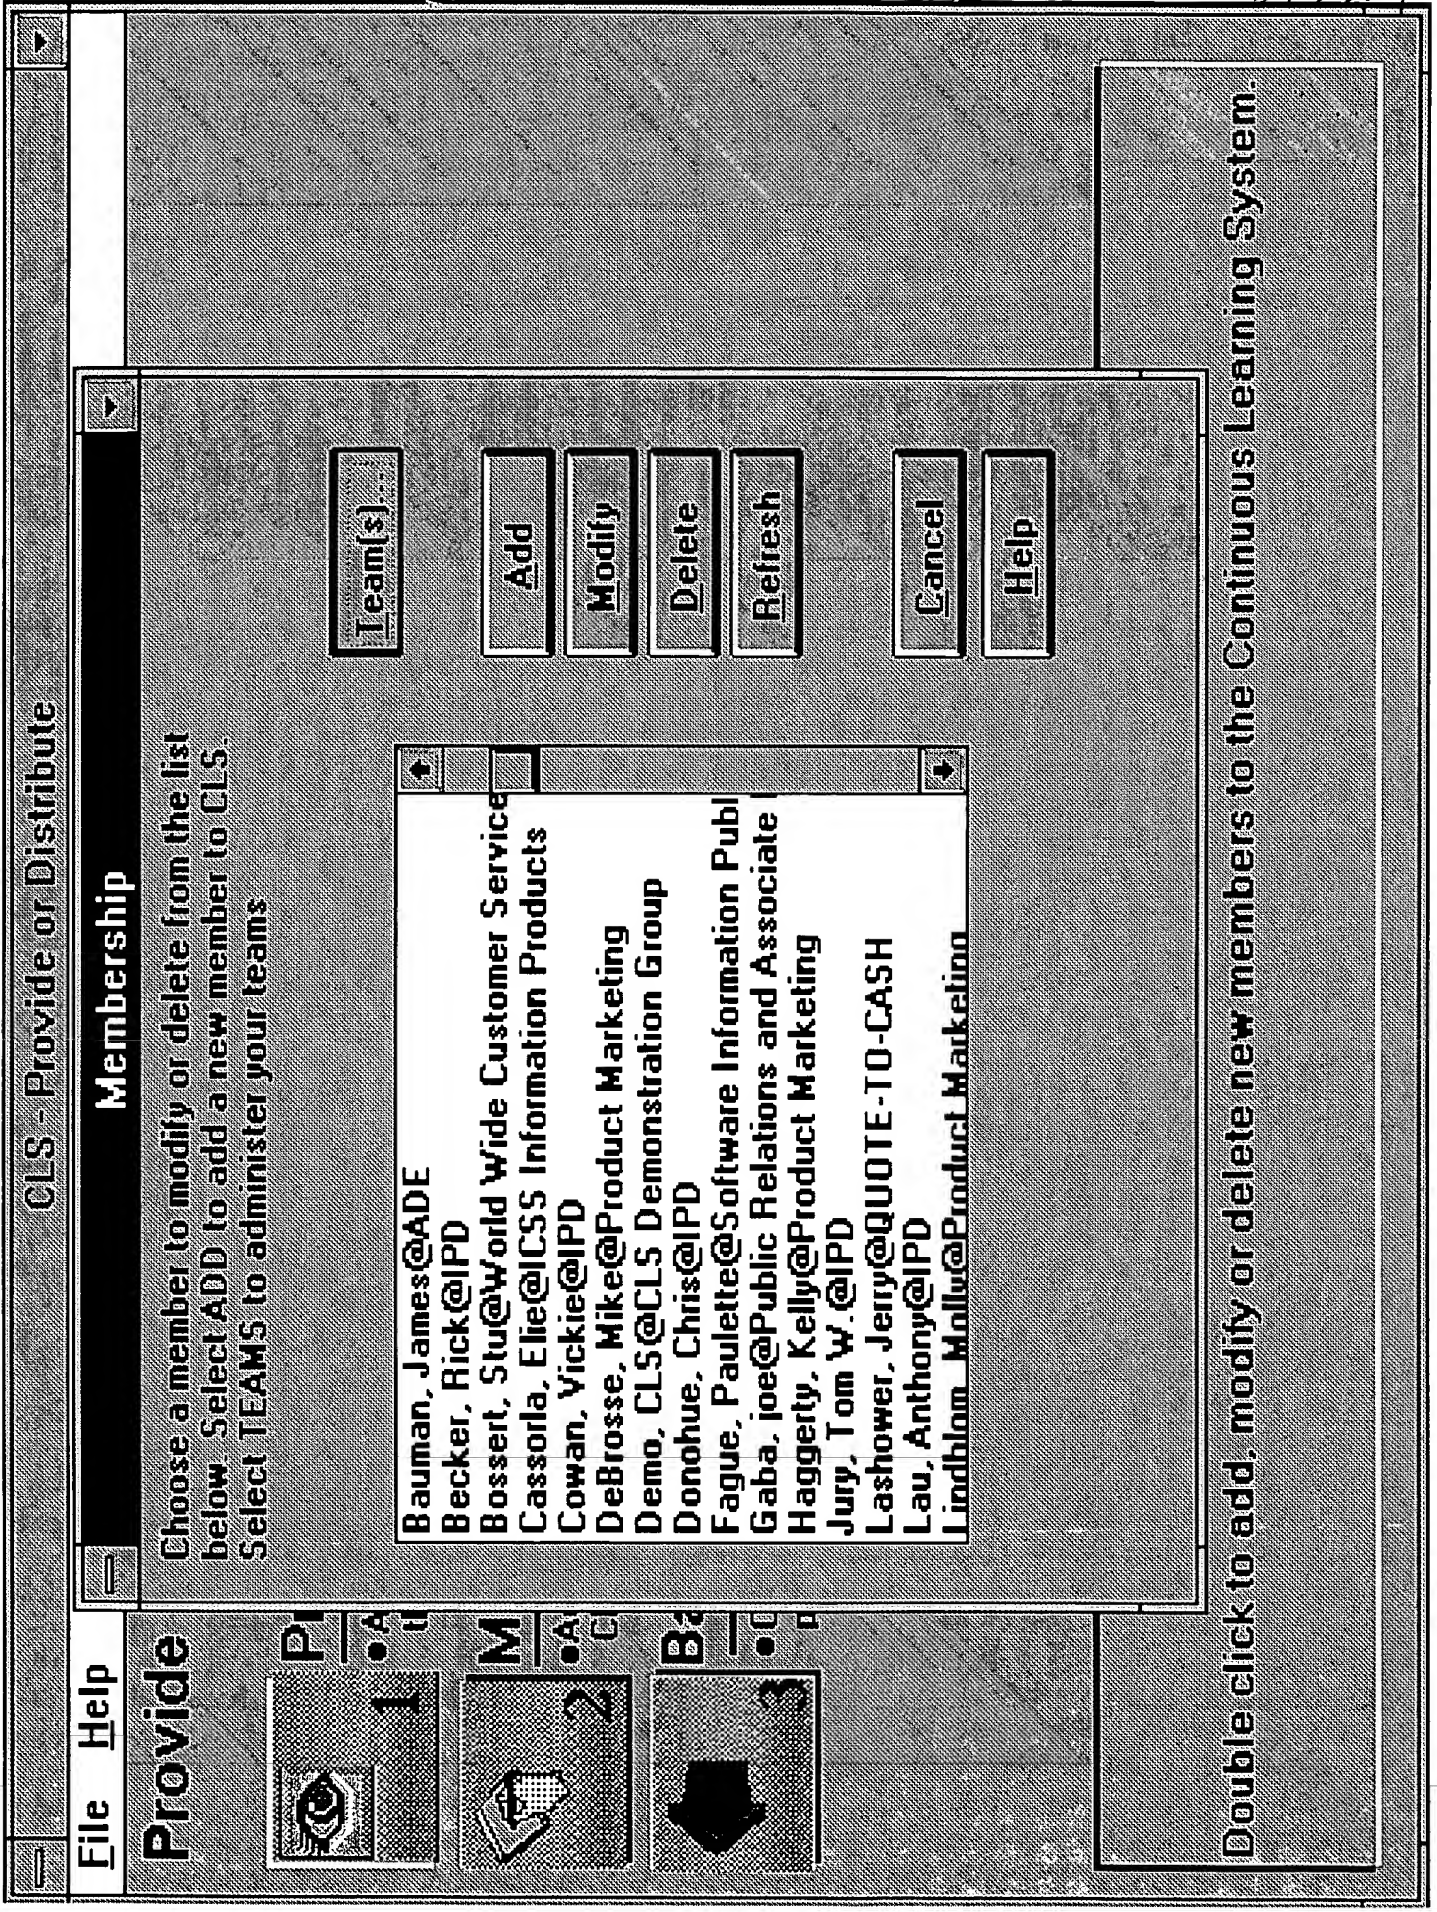 CLS - Provide or Distribute
File Help
Membership
Provide
Choose a member to modify or delete from the list
below. Select ADD to add a new member to CLS.
Select TEAMS to administer your teams
Team(s)...
Add
Modify
Delete
Refresh
Cancel
Help
Bauman, James@ADE
Becker, Rick@IPD
Bossert, Stu@World Wide Customer Service
Cassorla, Elie@ICSS Information Products
Cowan, Vickie@IPD
DeBrosse, Mike@Product Marketing
Demo, CLS@CLS Demonstration Group
Donohue, Chris@IPD
Fague, Paulette@Software Information Publ
Gaba, joe@Public Relations and Associate
Haggerty, Kelly@Product Marketing
Jury, Tom W.@IPD
Lashower, Jerry@QUOTE-TO-CASH
Lau, Anthony@IPD
Lindblom, Molly@Product Marketing
1
2
M
3
Ba
Double click to add, modify or delete new members to the Continuous Learning System.